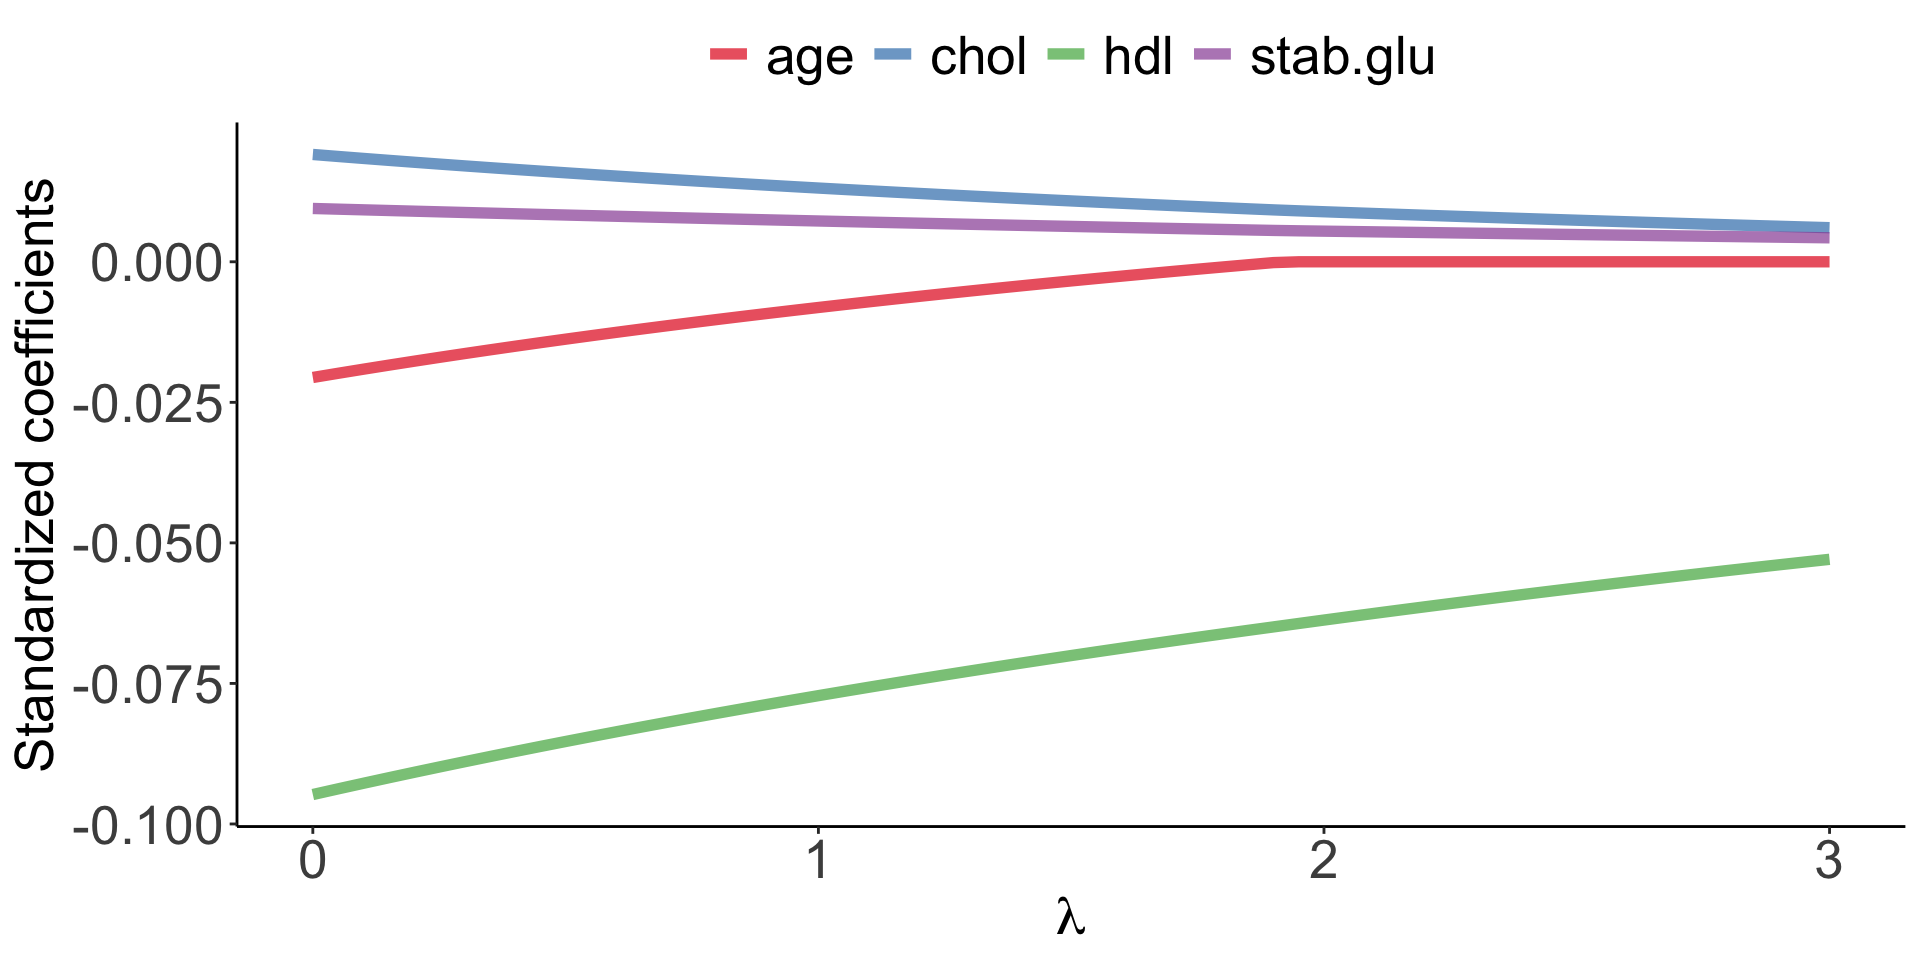 age chol hdl stab.glu
Standardized coefficients
0.000
-0.025
-0.050
-0.075
-0.100
0 1 2 3
λ